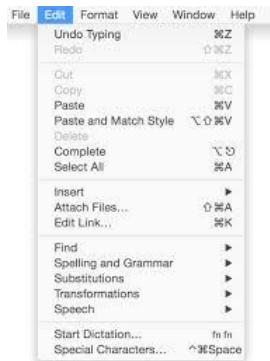 File Edit Format View Window Help
Undo Typing ⌘Z
Redo ⇧⌘Z
Cut ⌘X
Copy ⌘C
Paste ⌘V
Paste and Match Style ⌥⇧⌘V
Delete
Complete ⌥⎋
Select All ⌘A
Insert ▶
Attach Files... ⇧⌘A
Edit Link... ⌘K
Find ▶
Spelling and Grammar ▶
Substitutions ▶
Transformations ▶
Speech ▶
Start Dictation... fn fn
Special Characters... ^⌘Space